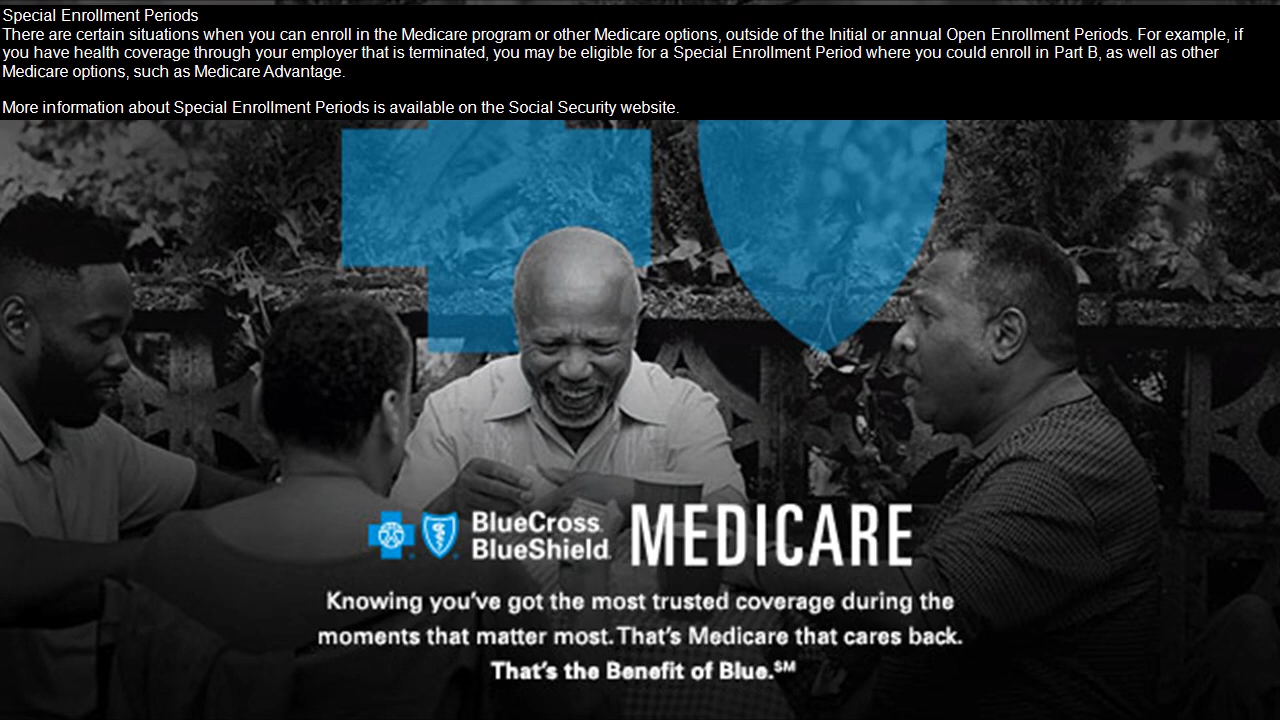 Special Enrollment Periods
There are certain situations when you can enroll in the Medicare program or other Medicare options, outside of the Initial or annual Open Enrollment Periods. For example, if
you have health coverage through your employer that is terminated, you may be eligible for a Special Enrollment Period where you could enroll in Part B, as well as other
Medicare options, such as Medicare Advantage.
More information about Special Enrollment Periods is available on the Social Security website.
BlueCross
BlueShield
MEDICARE
Knowing you've got the most trusted coverage during the
moments that matter most. That's Medicare that cares back.
That's the Benefit of Blue.℠